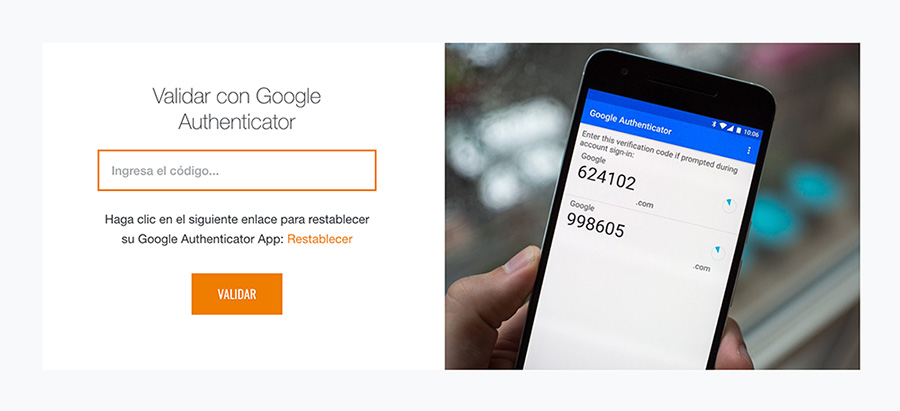 Validar con Google
Authenticator
Ingresa el código...
Haga clic en el siguiente enlace para restablecer
su Google Authenticator App: Restablecer
VALIDAR
10:06
Google Authenticator
Enter this verification code if prompted during
account sign-in:
Google
624102
.com
Google
998605
.com